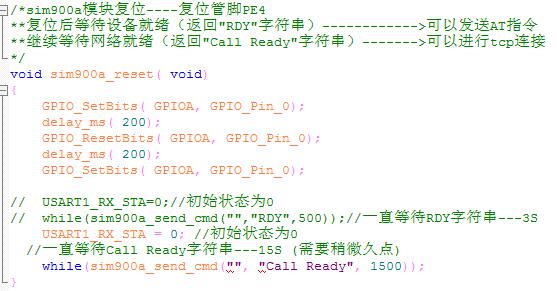 /*sim900a模块复位----复位管脚PE4
**复位后等待设备就绪（返回"RDY"字符串）------------>可以发送AT指令
**继续等待网络就绪（返回"Call Ready"字符串）------->可以进行tcp连接
*/
void sim900a_reset( void)
{
    GPIO_SetBits( GPIOA, GPIO_Pin_0);
    delay_ms( 200);
    GPIO_ResetBits( GPIOA, GPIO_Pin_0);
    delay_ms( 200);
    GPIO_SetBits( GPIOA, GPIO_Pin_0);
//  USART1_RX_STA=0;//初始状态为0
//  while(sim900a_send_cmd("","RDY",500));//一直等待RDY字符串---3S
    USART1_RX_STA = 0; //初始状态为0
  //一直等待Call Ready字符串---15S (需要稍微久点)
    while(sim900a_send_cmd("", "Call Ready", 1500));
}